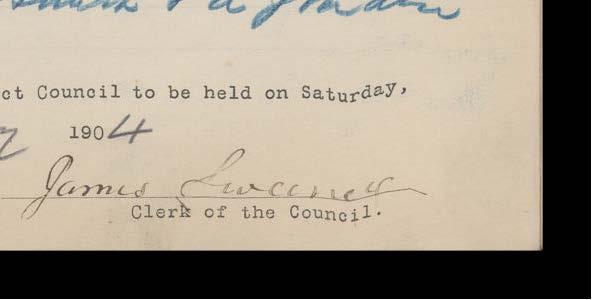 ct Council to be held on Saturday,
1904
James Sweeney
Clerk of the Council.